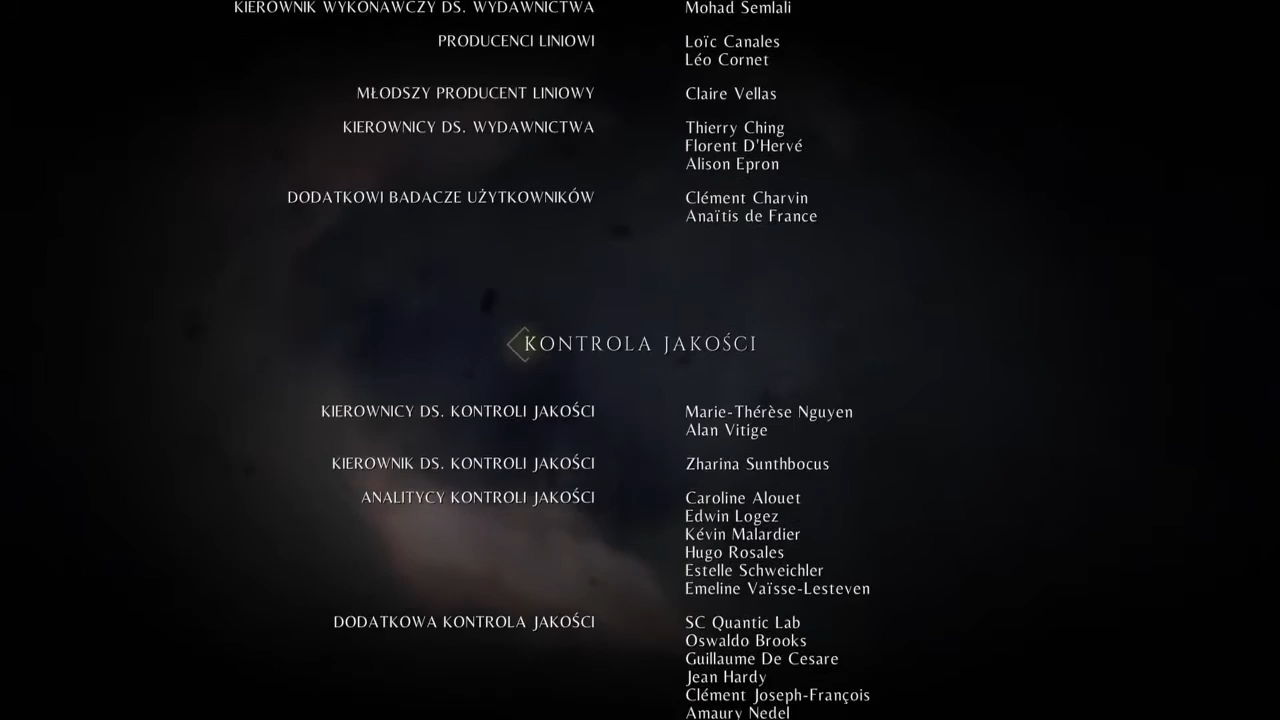 KIEROWNIK WYKONAWCZY DS. WYDAWNICTWA Mohad Semlali
PRODUCENCI LINIOWI Loïc Canales
Léo Cornet
MŁODSZY PRODUCENT LINIOWY Claire Vellas
KIEROWNICY DS. WYDAWNICTWA Thierry Ching
Florent D'Hervé
Alison Epron
DODATKOWI BADACZE UŻYTKOWNIKÓW Clément Charvin
Anaïtis de France
KONTROLA JAKOŚCI
KIEROWNICY DS. KONTROLI JAKOŚCI Marie-Thérèse Nguyen
Alan Vitige
KIEROWNIK DS. KONTROLI JAKOŚCI Zharina Sunthbocus
ANALITYCY KONTROLI JAKOŚCI Caroline Alouet
Edwin Logez
Kévin Malardier
Hugo Rosales
Estelle Schweichler
Emeline Vaïsse-Lesteven
DODATKOWA KONTROLA JAKOŚCI SC Quantic Lab
Oswaldo Brooks
Guillaume De Cesare
Jean Hardy
Clément Joseph-François
Amaury Nedel